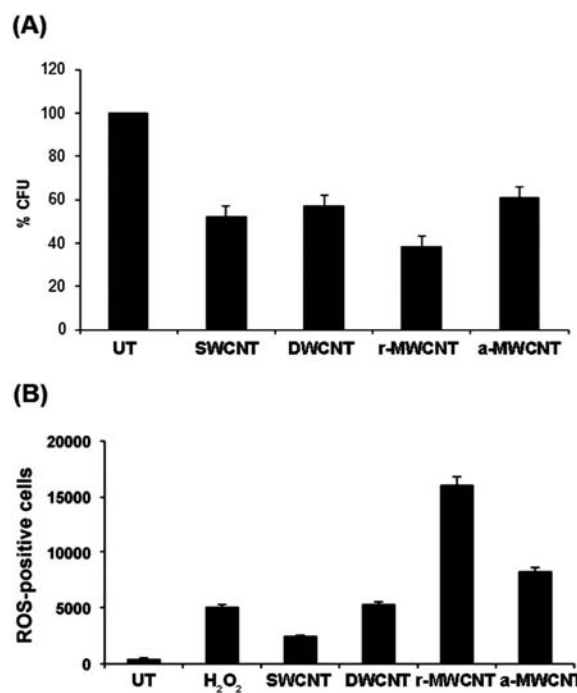 (A)
120
100
80
60
40
20
0
% CFU
UT SWCNT DWCNT r-MWCNT a-MWCNT
(B)
20000
15000
10000
5000
0
ROS-positive cells
UT H₂O₂ SWCNT DWCNT r-MWCNT a-MWCNT